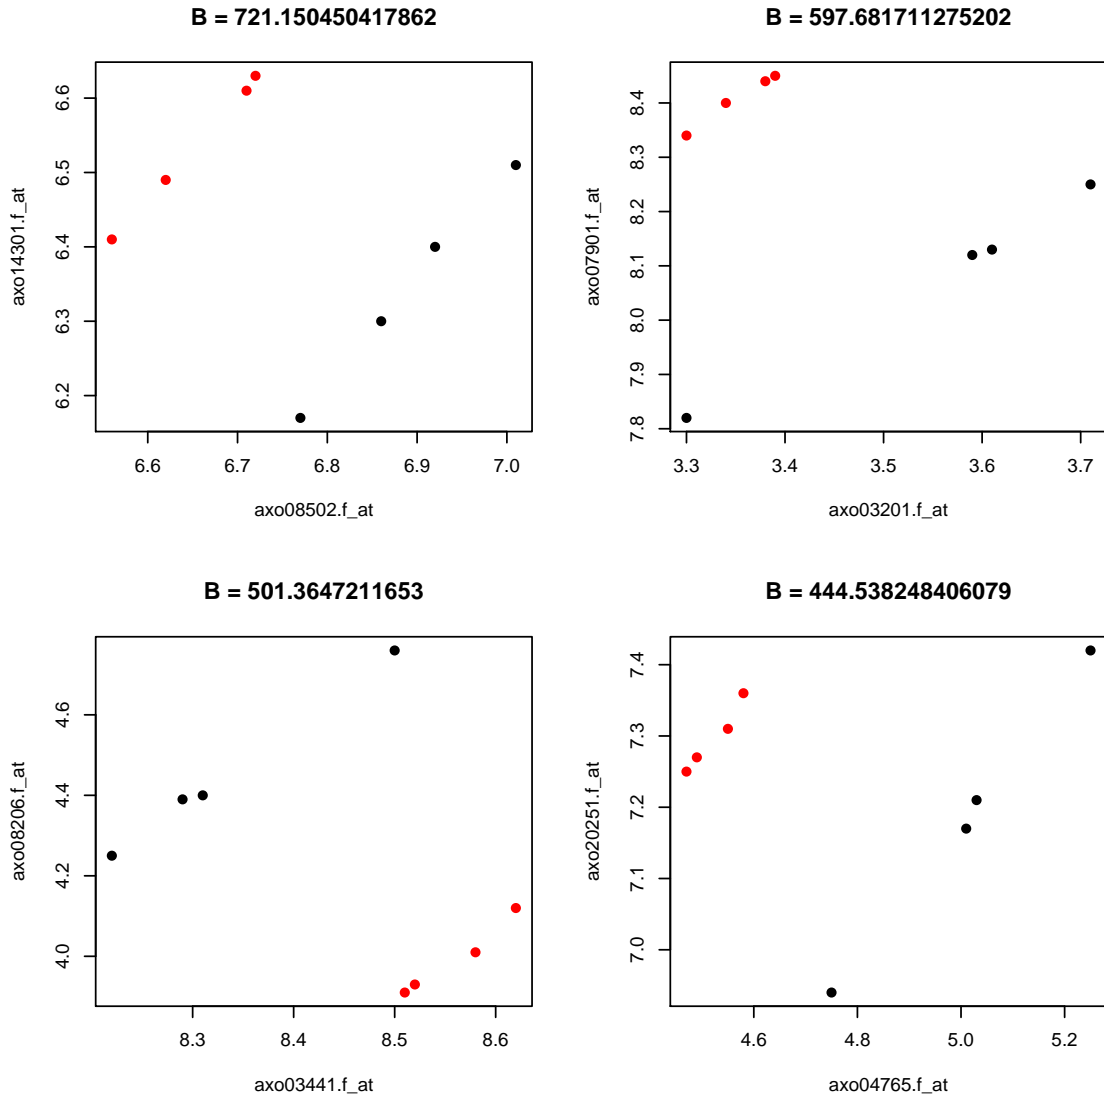 B = 721.150450417862
6.6
6.5
6.4
6.3
6.2
axo14301.f_at
6.6 6.7 6.8 6.9 7.0
axo08502.f_at
B = 597.681711275202
8.4
8.3
8.2
8.1
8.0
7.9
7.8
axo07901.f_at
3.3 3.4 3.5 3.6 3.7
axo03201.f_at
B = 501.3647211653
4.6
4.4
4.2
4.0
axo08206.f_at
8.3 8.4 8.5 8.6
axo03441.f_at
B = 444.538248406079
7.4
7.3
7.2
7.1
7.0
axo20251.f_at
4.6 4.8 5.0 5.2
axo04765.f_at